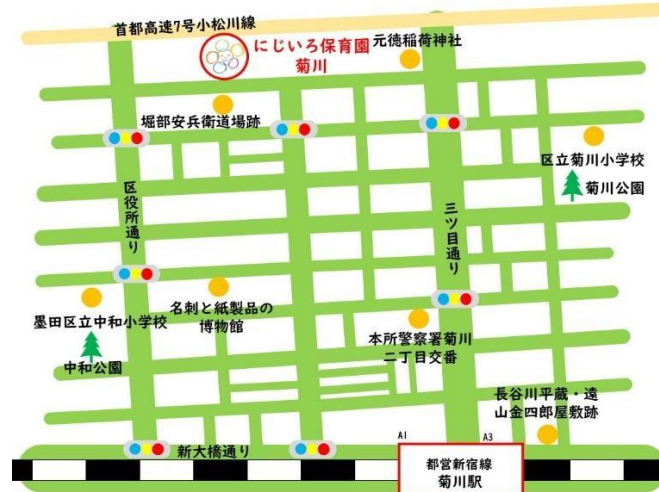 首都高速7号小松川線
にじいろ保育園
菊川
元徳稲荷神社
堀部安兵衛道場跡
区立菊川小学校
菊川公園
区役所通り
三ツ目通り
墨田区立中和小学校
中和公園
名刺と紙製品の
博物館
本所警察署菊川
二丁目交番
長谷川平蔵・遠
山金四郎屋敷跡
新大橋通り
A1
A3
都営新宿線
菊川駅